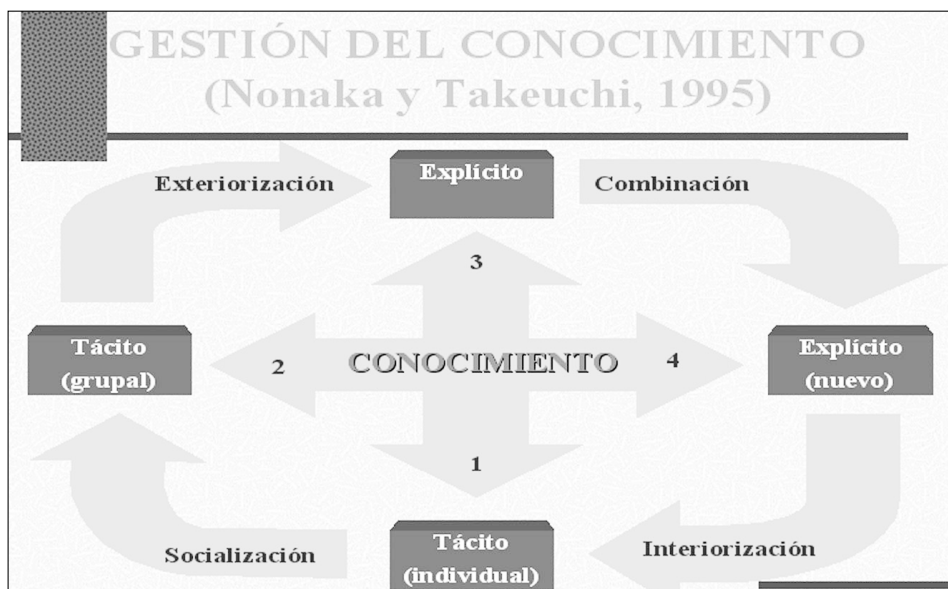 GESTIÓN DEL CONOCIMIENTO
(Nonaka y Takeuchi, 1995)
Exteriorización
Explícito
Combinación
3
Tácito
(grupal)
2
CONOCIMIENTO
4
Explícito
(nuevo)
1
Socialización
Tácito
(individual)
Interiorización